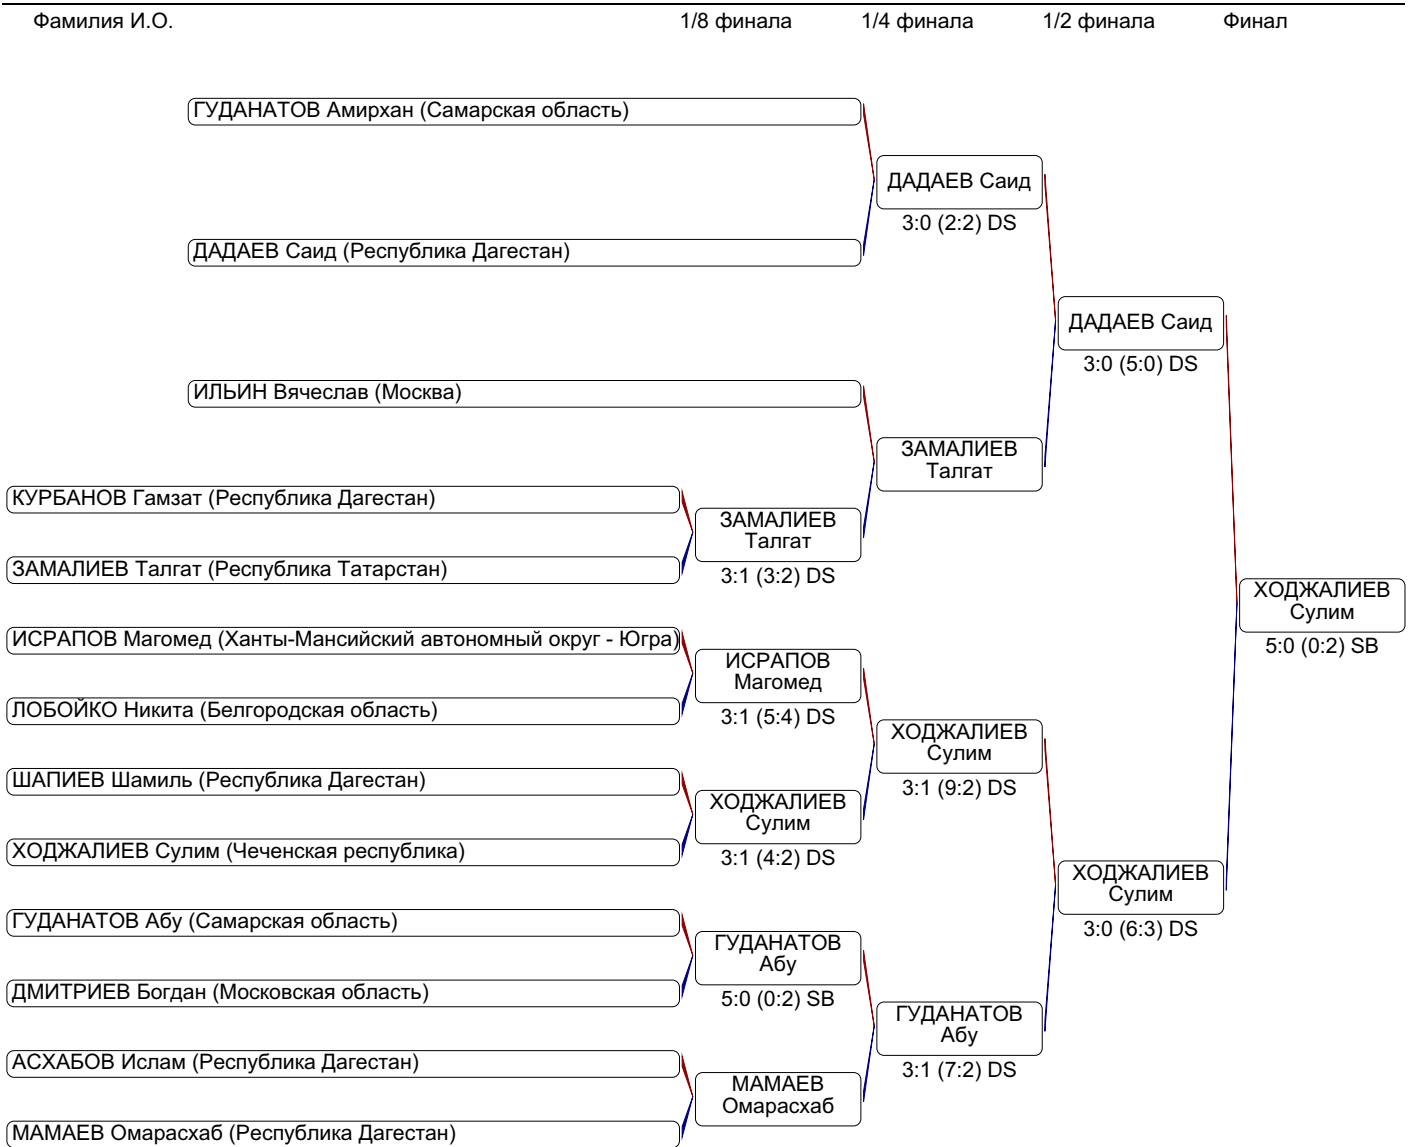 Фамилия И.О. 1/8 финала 1/4 финала 1/2 финала Финал
ГУДАНАТОВ Амирхан (Самарская область)
ДАДАЕВ Саид
3:0 (2:2) DS
ДАДАЕВ Саид (Республика Дагестан)
ДАДАЕВ Саид
3:0 (5:0) DS
ИЛЬИН Вячеслав (Москва)
ЗАМАЛИЕВ
Талгат
КУРБАНОВ Гамзат (Республика Дагестан)
ЗАМАЛИЕВ
Талгат
3:1 (3:2) DS
ЗАМАЛИЕВ Талгат (Республика Татарстан)
ХОДЖАЛИЕВ
Сулим
5:0 (0:2) SB
ИСРАПОВ Магомед (Ханты-Мансийский автономный округ - Югра)
ИСРАПОВ
Магомед
3:1 (5:4) DS
ЛОБОЙКО Никита (Белгородская область)
ХОДЖАЛИЕВ
Сулим
3:1 (9:2) DS
ШАПИЕВ Шамиль (Республика Дагестан)
ХОДЖАЛИЕВ
Сулим
3:1 (4:2) DS
ХОДЖАЛИЕВ Сулим (Чеченская республика)
ХОДЖАЛИЕВ
Сулим
3:0 (6:3) DS
ГУДАНАТОВ Абу (Самарская область)
ГУДАНАТОВ
Абу
5:0 (0:2) SB
ДМИТРИЕВ Богдан (Московская область)
ГУДАНАТОВ
Абу
3:1 (7:2) DS
АСХАБОВ Ислам (Республика Дагестан)
МАМАЕВ
Омарасхаб
МАМАЕВ Омарасхаб (Республика Дагестан)